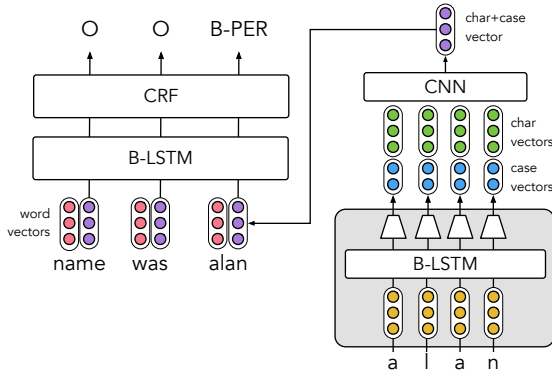 O O B-PER
CRF
B-LSTM
word
vectors
name was alan
char+case
vector
CNN
char
vectors
case
vectors
B-LSTM
a l a n